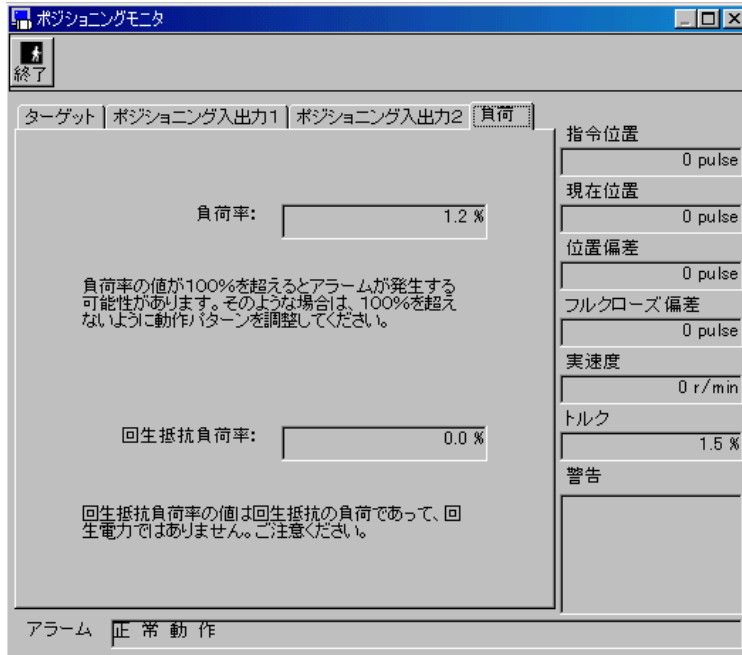 ポジショニングモニタ
終了
ターゲット ポジショニング入出力1 ポジショニング入出力2 負荷
負荷率: 1.2 %
負荷率の値が100%を超えるとアラームが発生する
可能性があります。そのような場合は、100%を超え
ないように動作パターンを調整してください。
回生抵抗負荷率: 0.0 %
回生抵抗負荷率の値は回生抵抗の負荷であって、回
生電力ではありません。ご注意ください。
指令位置
0 pulse
現在位置
0 pulse
位置偏差
0 pulse
フルクローズ偏差
0 pulse
実速度
0 r/min
トルク
1.5 %
警告
アラーム 正常動作